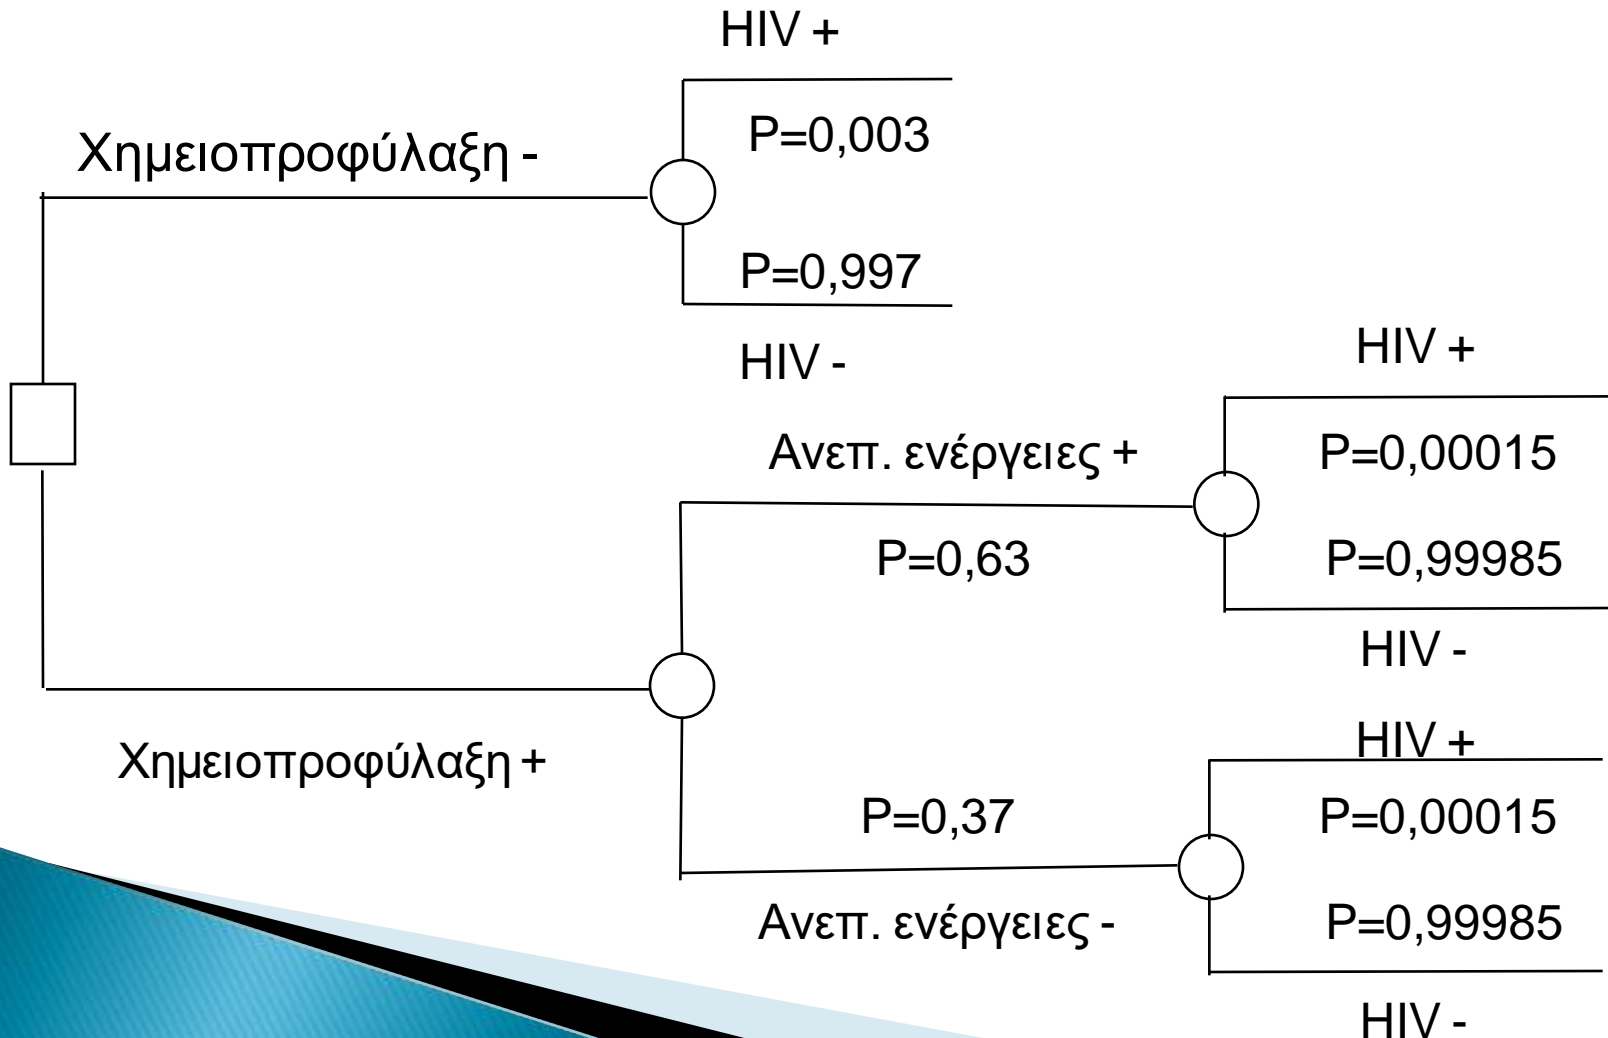 HIV +
P=0,003
Χημειοπροφύλαξη -
P=0,997
HIV -
HIV +
Ανεπ. ενέργειες +
P=0,00015
P=0,63
P=0,99985
HIV -
HIV +
Χημειοπροφύλαξη +
P=0,37
P=0,00015
Ανεπ. ενέργειες -
P=0,99985
HIV -